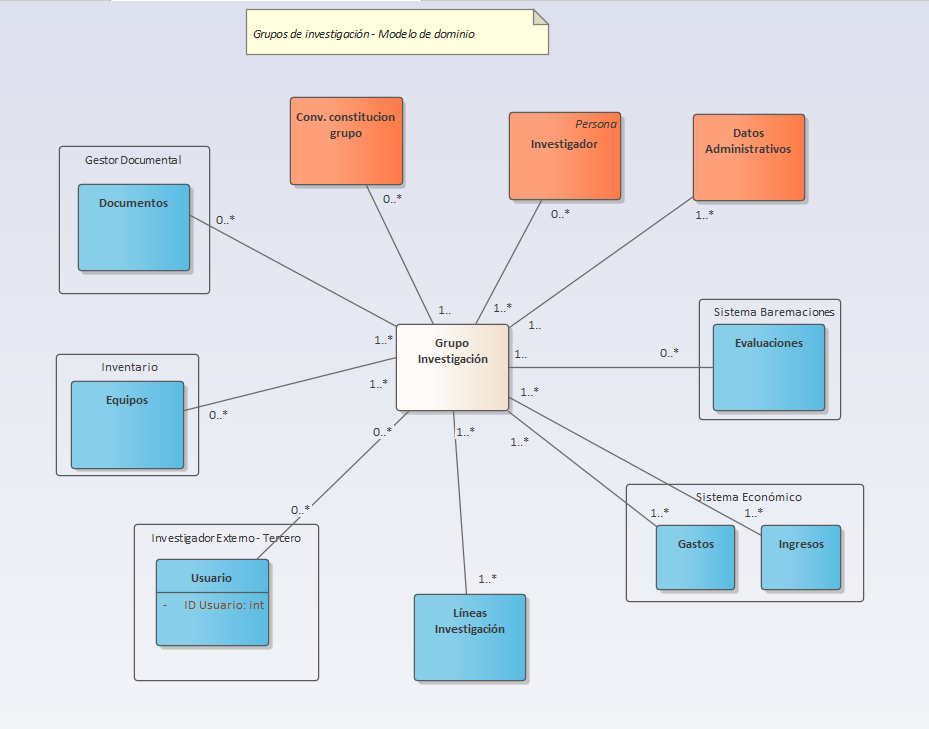 Grupos de investigación - Modelo de dominio
Conv. constitucion
grupo
Persona
Investigador
Datos
Administrativos
Gestor Documental
Documentos
0..*
0..*
0..*
1..*
1..
1..*
1..
1..*
Grupo
Investigación
1..
Sistema Baremaciones
Evaluaciones
0..*
Inventario
Equipos
0..*
1..*
1..*
0..*
1..*
1..*
Sistema Económico
1..*
1..*
Gastos
Ingresos
0..*
Investigador Externo - Tercero
Usuario
- ID Usuario: int
1..*
Líneas
Investigación